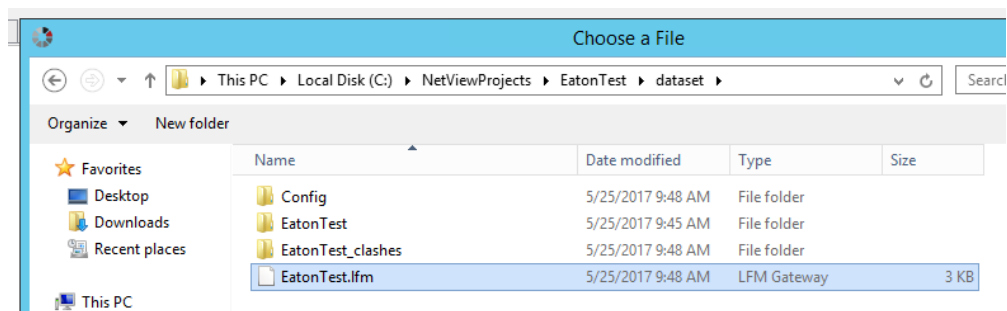 Choose a File
This PC Local Disk (C:) NetViewProjects EatonTest dataset
Organize New folder
Name Date modified Type Size
Favorites
Desktop
Downloads
Recent places
This PC
Config 5/25/2017 9:48 AM File folder
EatonTest 5/25/2017 9:45 AM File folder
EatonTest_clashes 5/25/2017 9:48 AM File folder
EatonTest.lfm 5/25/2017 9:48 AM LFM Gateway 3 KB